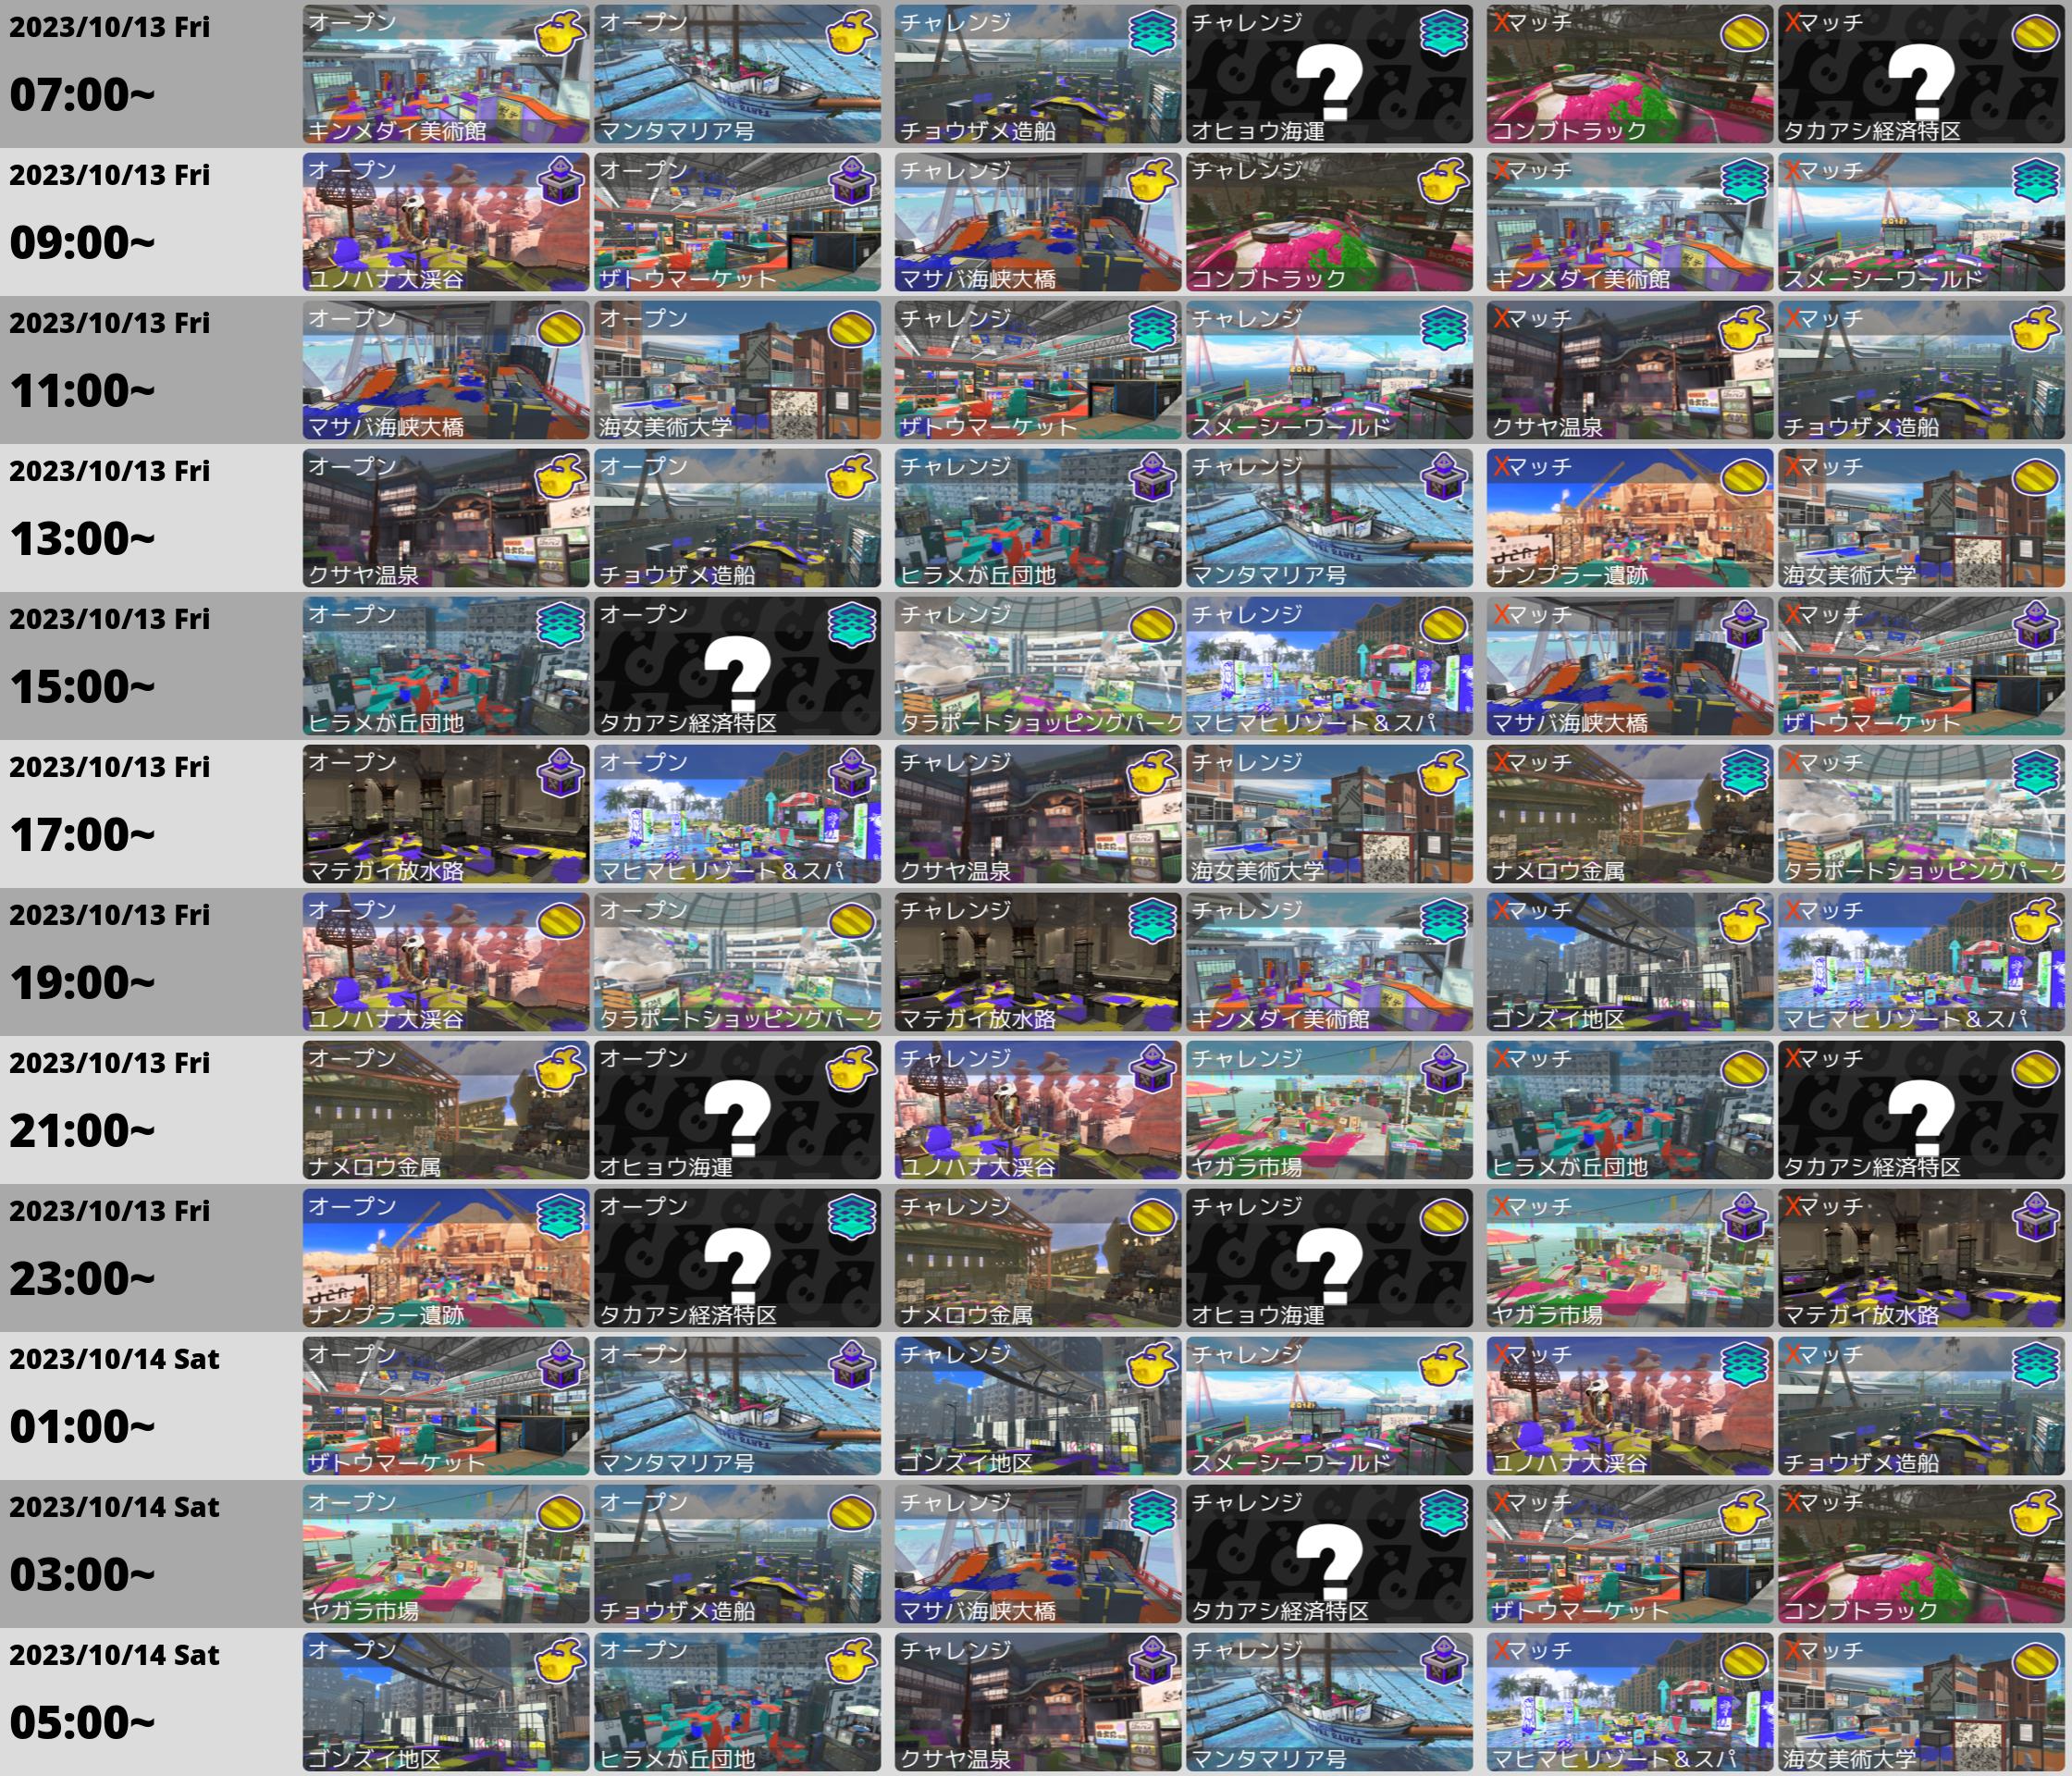 2023/10/13 Fri
07:00~
オープン
キンメダイ美術館
オープン
マンタマリア号
チャレンジ
チョウザメ造船
チャレンジ
?
オヒョウ海運
Xマッチ
コンブトラック
Xマッチ
?
タカアシ経済特区
2023/10/13 Fri
09:00~
オープン
ユノハナ大渓谷
オープン
ザトウマーケット
チャレンジ
マサバ海峡大橋
チャレンジ
コンブトラック
Xマッチ
キンメダイ美術館
Xマッチ
スメーシーワールド
2023/10/13 Fri
11:00~
オープン
マサバ海峡大橋
オープン
海女美術大学
チャレンジ
ザトウマーケット
チャレンジ
スメーシーワールド
Xマッチ
クサヤ温泉
Xマッチ
チョウザメ造船
2023/10/13 Fri
13:00~
オープン
クサヤ温泉
オープン
チョウザメ造船
チャレンジ
ヒラメが丘団地
チャレンジ
マンタマリア号
Xマッチ
ナンプラー遺跡
Xマッチ
海女美術大学
2023/10/13 Fri
15:00~
オープン
ヒラメが丘団地
オープン
?
タカアシ経済特区
チャレンジ
タラポートショッピングパーク
チャレンジ
マヒマヒリゾート＆スパ
Xマッチ
マサバ海峡大橋
Xマッチ
ザトウマーケット
2023/10/13 Fri
17:00~
オープン
マテガイ放水路
オープン
マヒマヒリゾート＆スパ
チャレンジ
クサヤ温泉
チャレンジ
海女美術大学
Xマッチ
ナメロウ金属
Xマッチ
タラポートショッピングパーク
2023/10/13 Fri
19:00~
オープン
ユノハナ大渓谷
オープン
タラポートショッピングパーク
チャレンジ
マテガイ放水路
チャレンジ
キンメダイ美術館
Xマッチ
ゴンズイ地区
Xマッチ
マヒマヒリゾート＆スパ
2023/10/13 Fri
21:00~
オープン
ナメロウ金属
オープン
?
オヒョウ海運
チャレンジ
ユノハナ大渓谷
チャレンジ
ヤガラ市場
Xマッチ
ヒラメが丘団地
Xマッチ
?
タカアシ経済特区
2023/10/13 Fri
23:00~
オープン
ナンプラー遺跡
オープン
?
タカアシ経済特区
チャレンジ
ナメロウ金属
チャレンジ
?
オヒョウ海運
Xマッチ
ヤガラ市場
Xマッチ
マテガイ放水路
2023/10/14 Sat
01:00~
オープン
ザトウマーケット
オープン
マンタマリア号
チャレンジ
ゴンズイ地区
チャレンジ
スメーシーワールド
Xマッチ
ユノハナ大渓谷
Xマッチ
チョウザメ造船
2023/10/14 Sat
03:00~
オープン
ヤガラ市場
オープン
チョウザメ造船
チャレンジ
マサバ海峡大橋
チャレンジ
?
タカアシ経済特区
Xマッチ
ザトウマーケット
Xマッチ
コンブトラック
2023/10/14 Sat
05:00~
オープン
ゴンズイ地区
オープン
ヒラメが丘団地
チャレンジ
クサヤ温泉
チャレンジ
マンタマリア号
Xマッチ
マヒマヒリゾート＆スパ
Xマッチ
海女美術大学